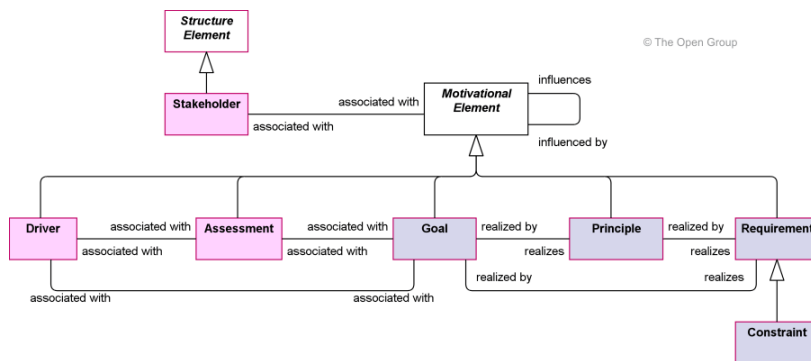 Structure
Element
© The Open Group
Stakeholder
associated with
associated with
Motivational
Element
influences
influenced by
Driver
associated with
associated with
Assessment
associated with
associated with
Goal
realized by
realizes
Principle
realized by
realizes
Requirement
associated with
associated with
realized by
realizes
Constraint